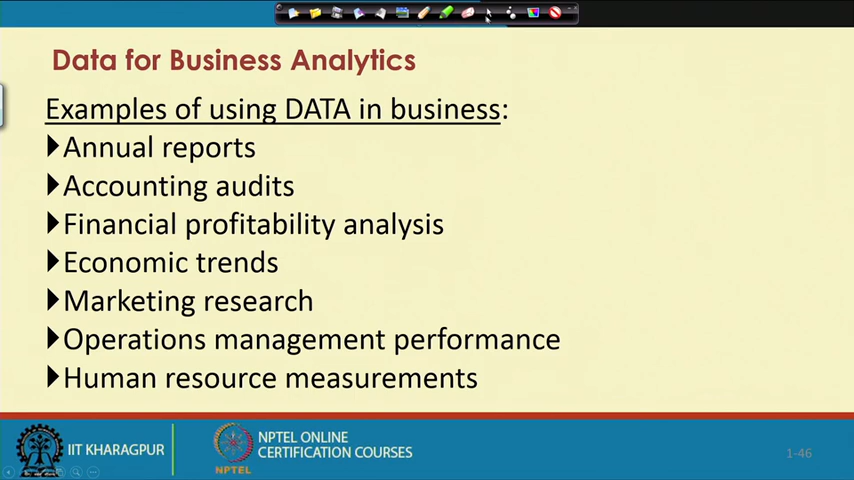 Data for Business Analytics
Examples of using DATA in business:
Annual reports
Accounting audits
Financial profitability analysis
Economic trends
Marketing research
Operations management performance
Human resource measurements
IIT KHARAGPUR
NPTEL
NPTEL ONLINE
CERTIFICATION COURSES
1-46